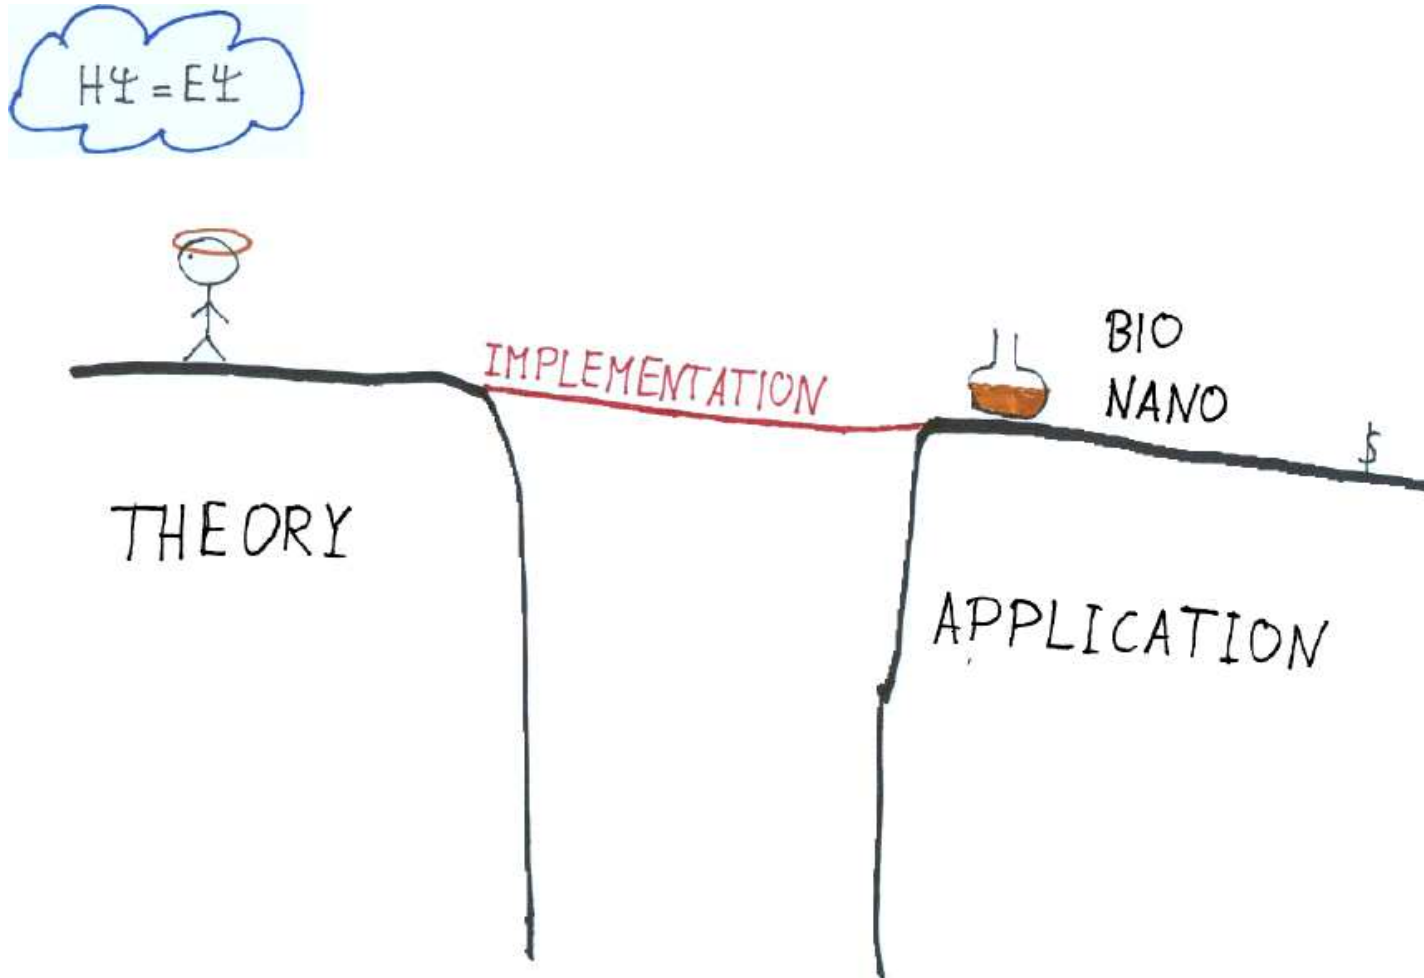 HΨ = EΨ
IMPLEMENTATION
BIO
NANO
$
THEORY
APPLICATION